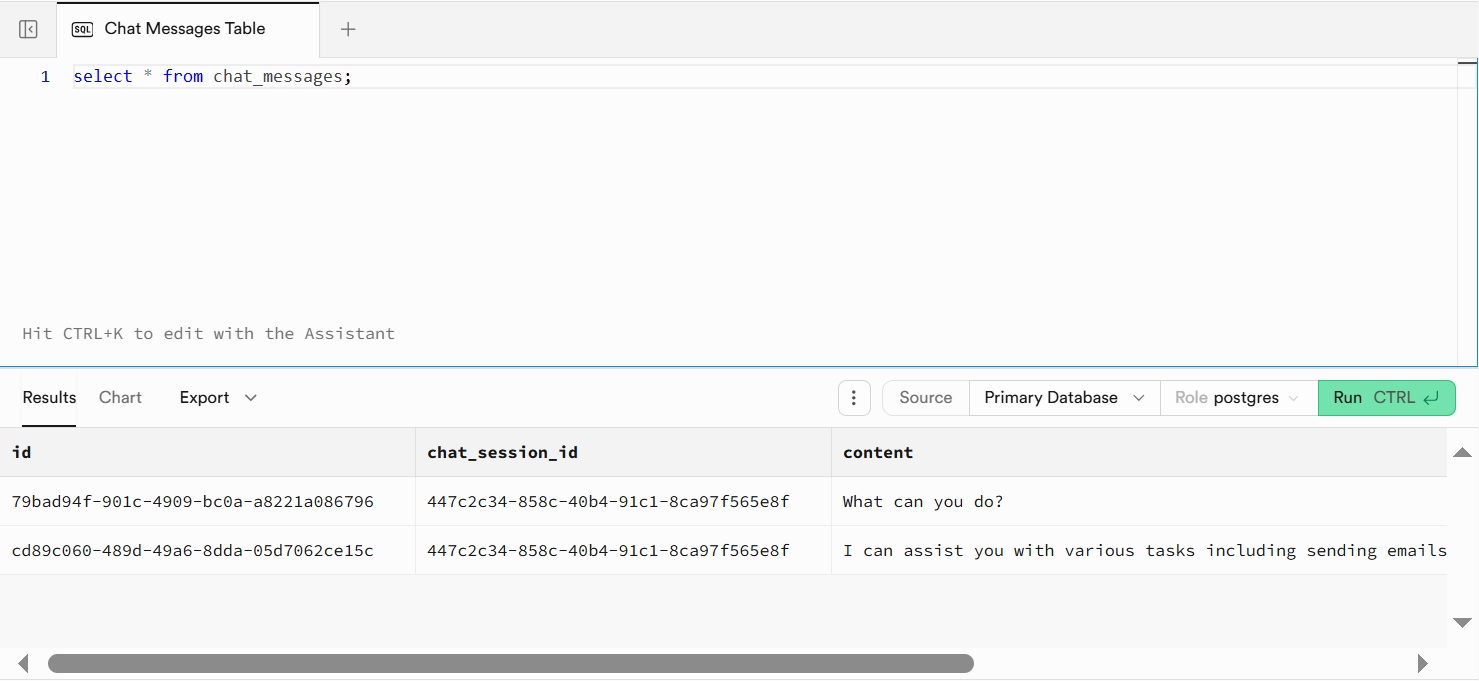 SQL Chat Messages Table
1 select * from chat_messages;
Hit CTRL+K to edit with the Assistant
Results Chart Export Source Primary Database Role postgres Run CTRL
id chat_session_id content
79bad94f-901c-4909-bc0a-a8221a086796 447c2c34-858c-40b4-91c1-8ca97f565e8f What can you do?
cd89c060-489d-49a6-8dda-05d7062ce15c 447c2c34-858c-40b4-91c1-8ca97f565e8f I can assist you with various tasks including sending emails